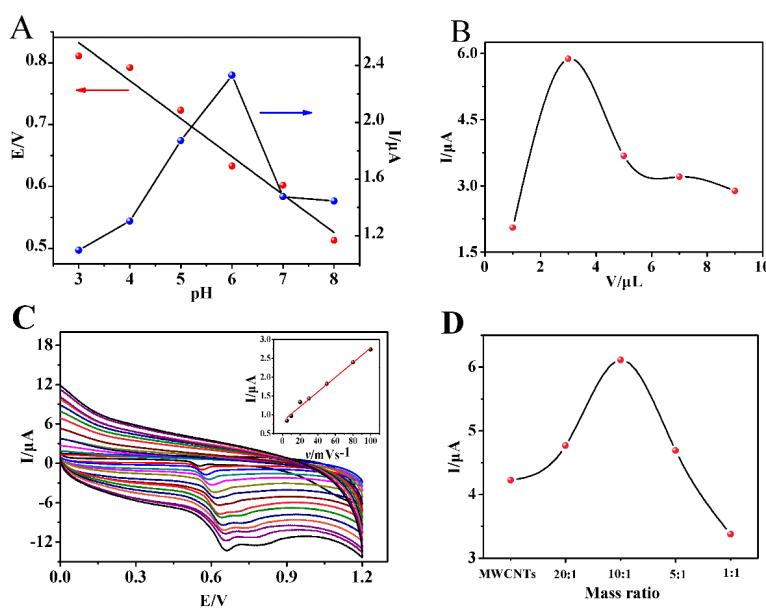 A
0.8
0.7
0.6
0.5
E/V
2.4
2.0
1.6
1.2
I/μA
3 4 5 6 7 8
pH
B
6.0
4.5
3.0
1.5
I/μA
0 2 4 6 8 10
V/μL
C
18
12
6
0
-6
-12
I/μA
0.0 0.3 0.6 0.9 1.2
E/V
3.0
2.5
2.0
1.5
1.0
0.5
I/μA
0 20 40 60 80 100
v/mVs-1
D
6
4
3
I/μA
MWCNTs 20:1 10:1 5:1 1:1
Mass ratio